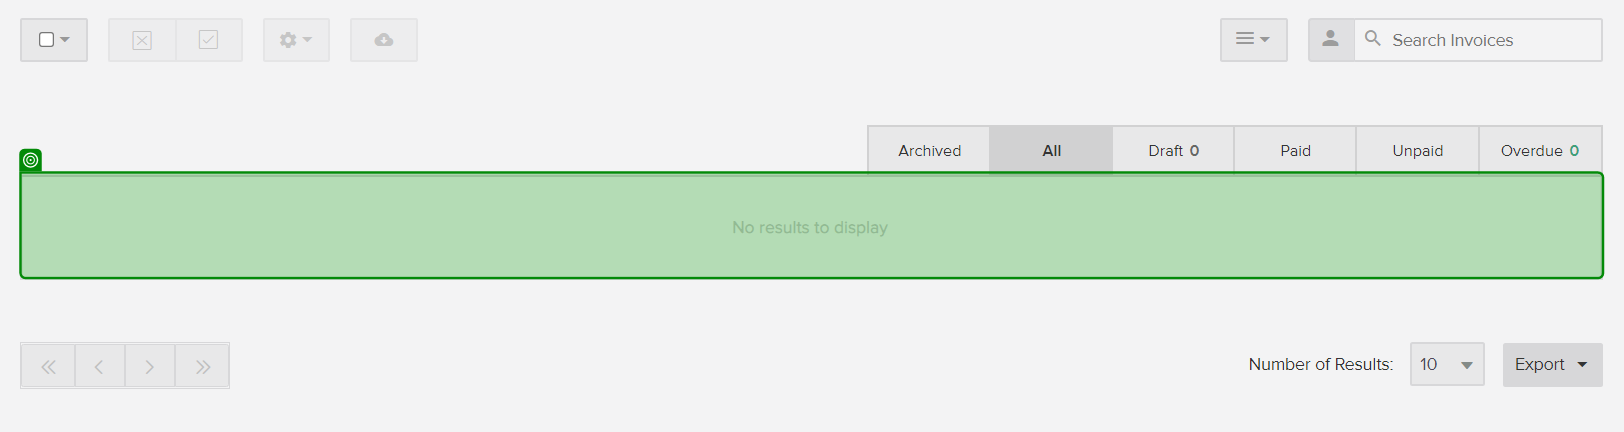 Search Invoices
Archived All Draft 0 Paid Unpaid Overdue 0
No results to display
Number of Results: 10 Export